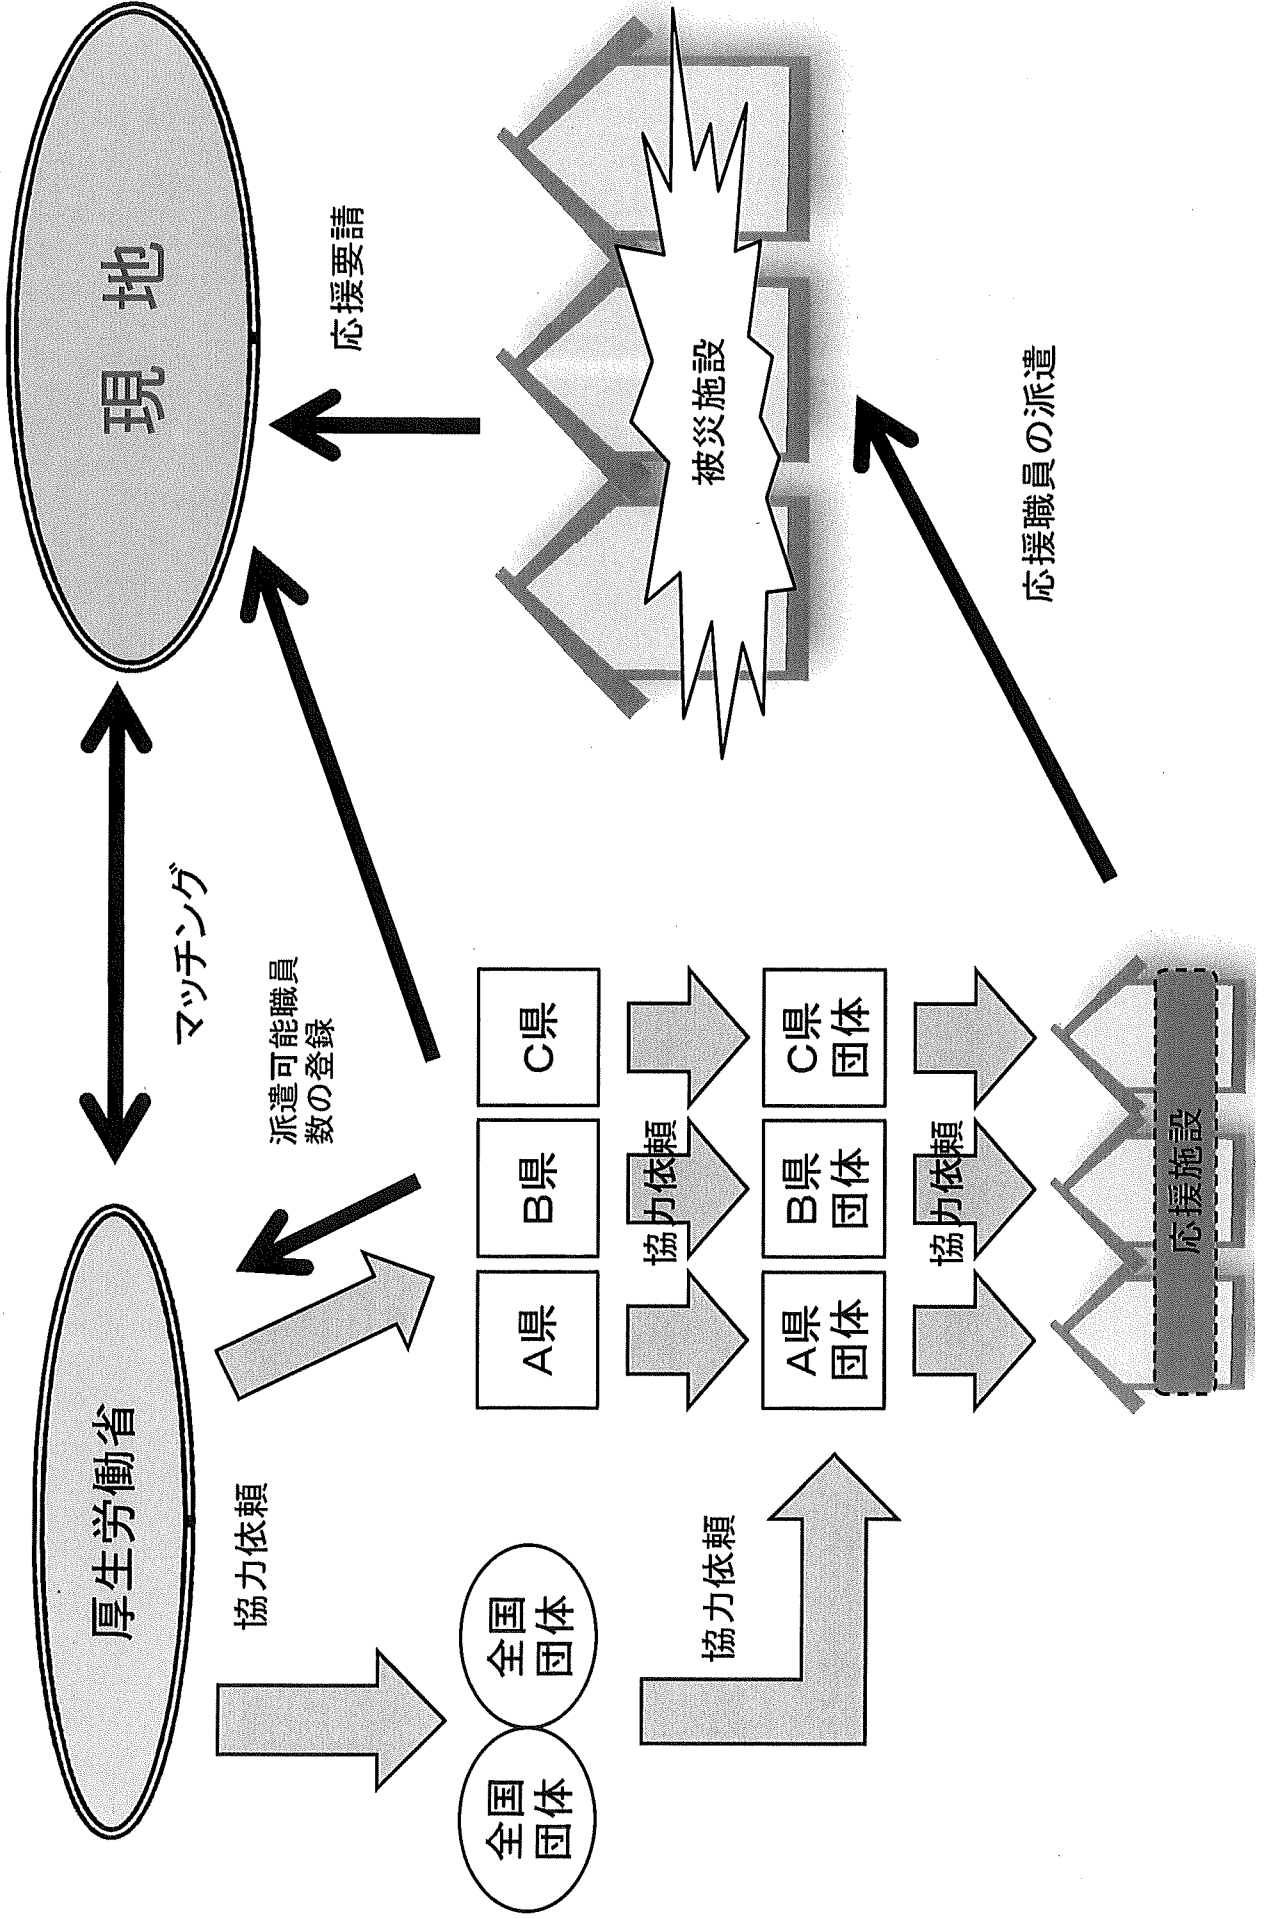 厚生労働省
現　地
マッチング
協力依頼
派遣可能職員
数の登録
応援要請
全国
団体
全国
団体
A県
B県
C県
協力依頼
被災施設
協力依頼
A県
団体
B県
団体
C県
団体
協力依頼
応援職員の派遣
応援施設